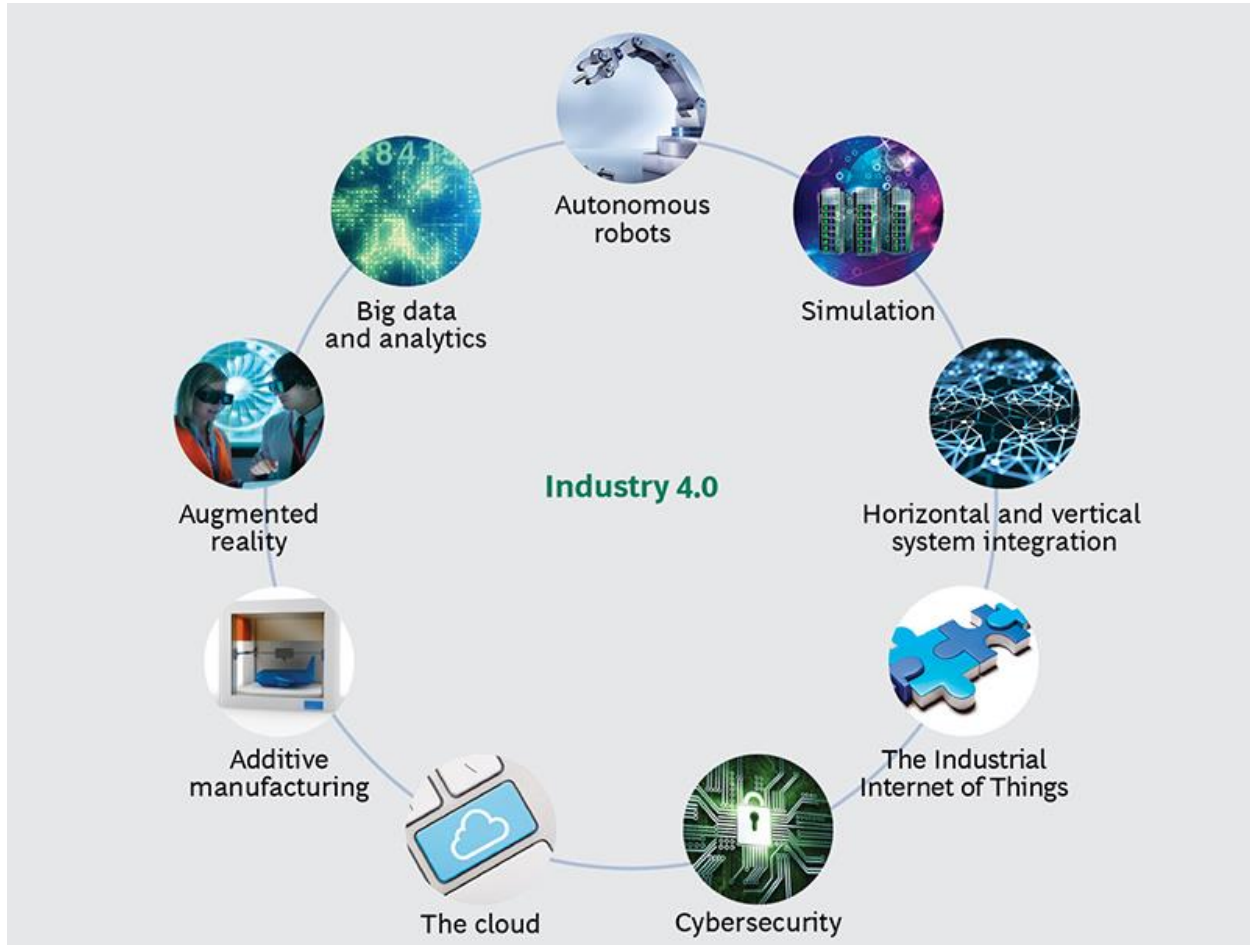 48415
Autonomous
robots
Big data
and analytics
Simulation
Augmented
reality
Industry 4.0
Horizontal and vertical
system integration
Additive
manufacturing
The Industrial
Internet of Things
The cloud
Cybersecurity